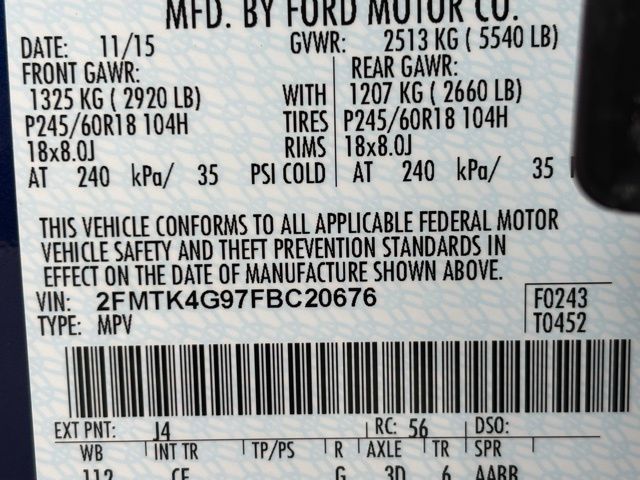 MFD. BY FORD MOTOR CO.
DATE: 11/15 GVWR: 2513 KG ( 5540 LB)
FRONT GAWR: REAR GAWR:
1325 KG ( 2920 LB) WITH 1207 KG ( 2660 LB)
P245/60R18 104H TIRES P245/60R18 104H
18x8.0J RIMS 18x8.0J
AT 240 kPa/ 35 PSI COLD AT 240 kPa/ 35
THIS VEHICLE CONFORMS TO ALL APPLICABLE FEDERAL MOTOR
VEHICLE SAFETY AND THEFT PREVENTION STANDARDS IN
EFFECT ON THE DATE OF MANUFACTURE SHOWN ABOVE.
VIN: 2FMTK4G97FBC20676 F0243
TYPE: MPV T0452
EXT PNT: J4 RC: 56 DSO:
WB INT TR TP/PS R AXLE TR SPR
112 CE G 3D 6 AABB